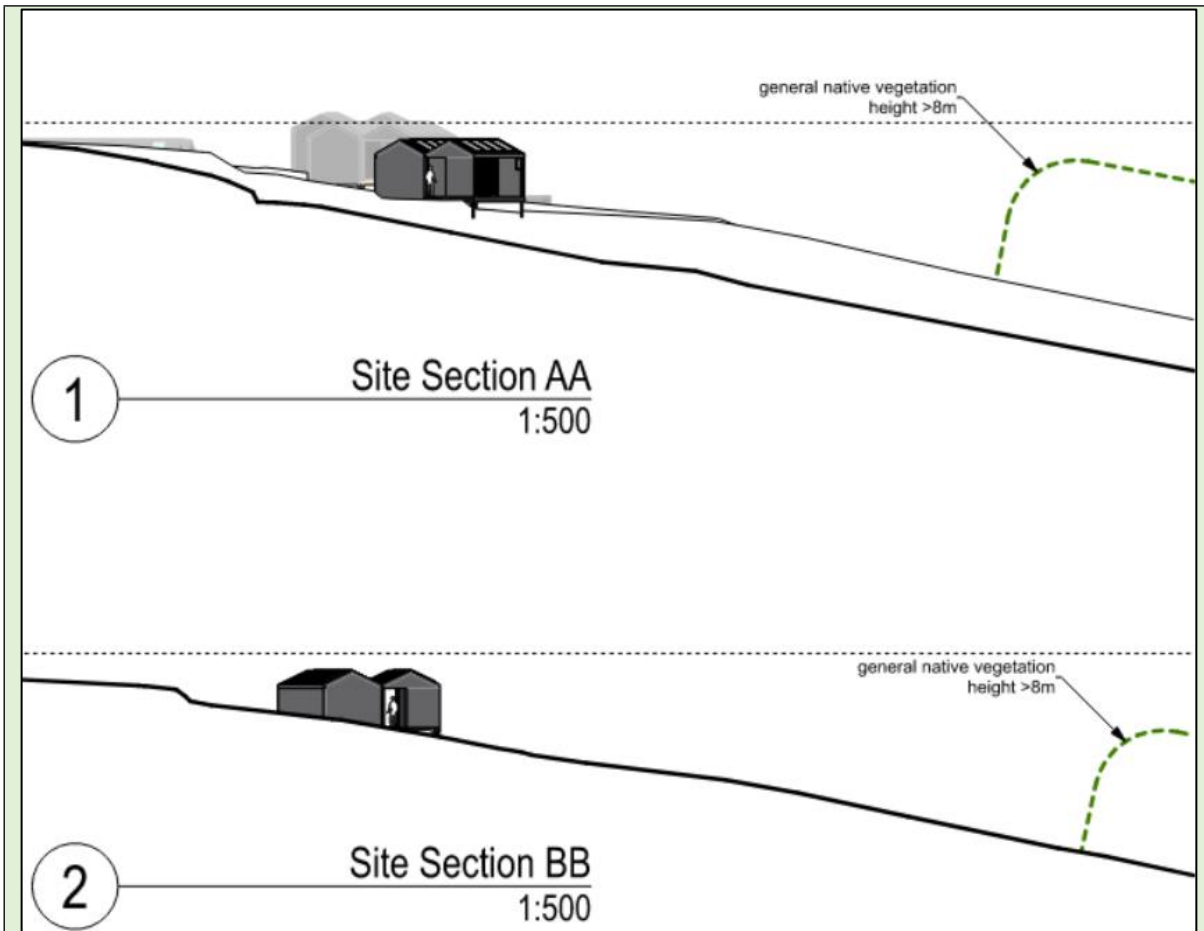 general native vegetation
height >8m
1
Site Section AA
1:500
general native vegetation
height >8m
2
Site Section BB
1:500